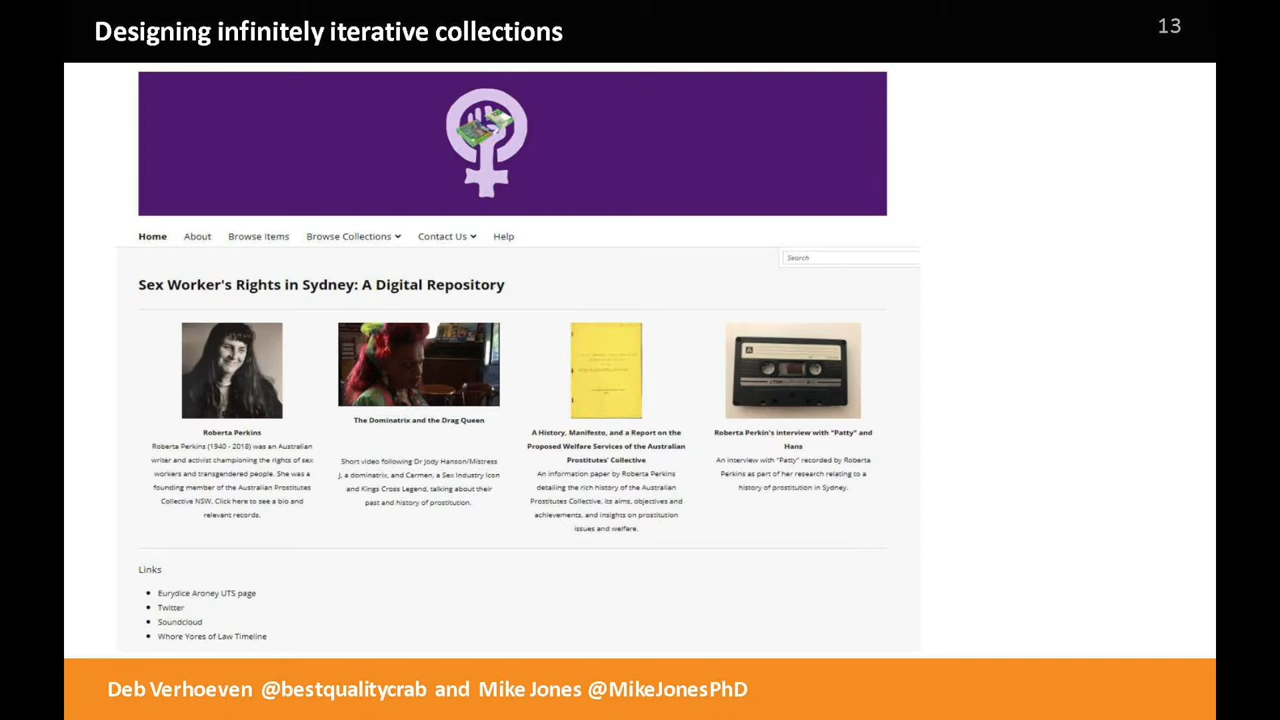 Designing infinitely iterative collections
13
Home About Browse Items Browse Collections Contact Us Help
Search
Sex Worker's Rights in Sydney: A Digital Repository
Roberta Perkins
Roberta Perkins (1940 - 2018) was an Australian
writer and activist championing the rights of sex
workers and transgendered people. She was a
founding member of the Australian Prostitutes
Collective NSW. Click here to see a bio and
relevant records.
The Dominatrix and the Drag Queen
Short video following Dr Jody Hanson/Mistress
J, a dominatrix, and Carmen, a Sex Industry Icon
and Kings Cross Legend, talking about their
past and history of prostitution.
A History, Manifesto, and a Report on the
Proposed Welfare Services of the Australian
Prostitutes' Collective
An information paper by Roberta Perkins
detailing the rich history of the Australian
Prostitutes Collective, its aims, objectives and
achievements, and insights on prostitution
issues and welfare.
A
TDK
Roberta Perkin's interview with "Patty" and
Hans
An interview with "Patty" recorded by Roberta
Perkins as part of her research relating to a
history of prostitution in Sydney.
Links
Eurydice Aroney UTS page
Twitter
Soundcloud
Whore Yores of Law Timeline
Deb Verhoeven @bestqualitycrab and Mike Jones @MikeJonesPhD